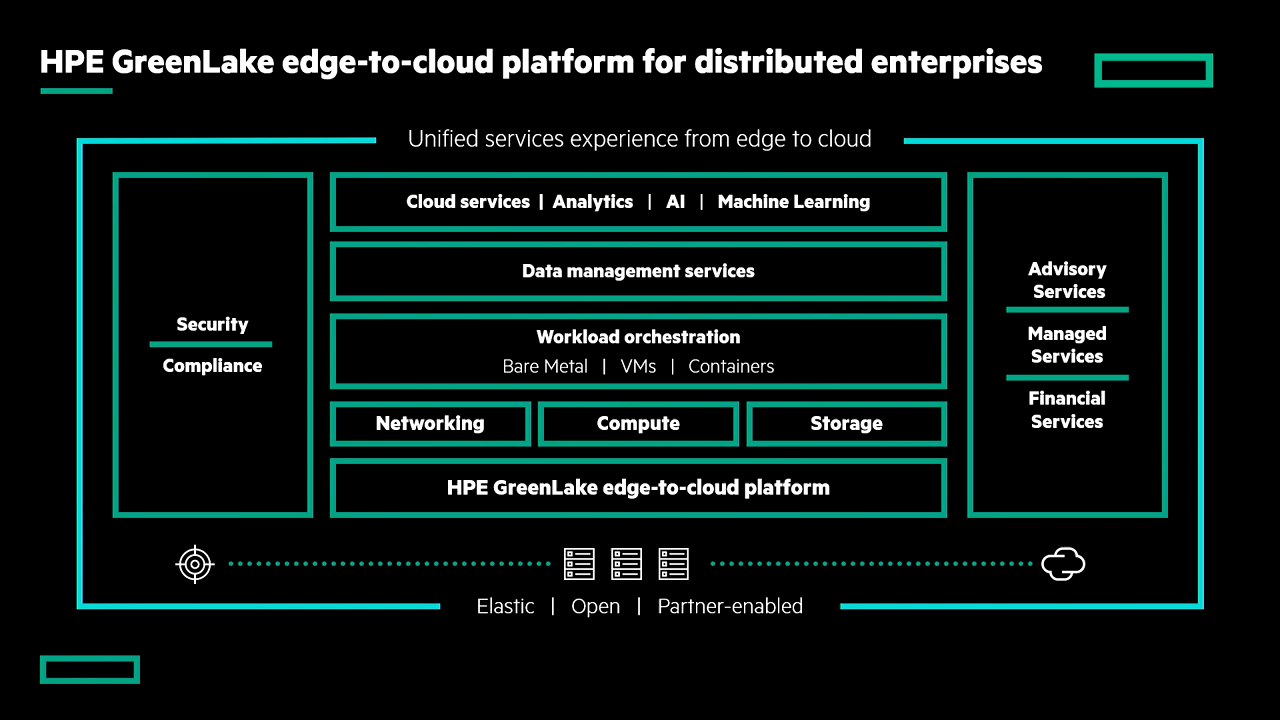 HPE GreenLake edge-to-cloud platform for distributed enterprises
Unified services experience from edge to cloud
Security
Compliance
Cloud services | Analytics | AI | Machine Learning
Data management services
Workload orchestration
Bare Metal | VMs | Containers
Networking
Compute
Storage
HPE GreenLake edge-to-cloud platform
Advisory
Services
Managed
Services
Financial
Services
Elastic | Open | Partner-enabled